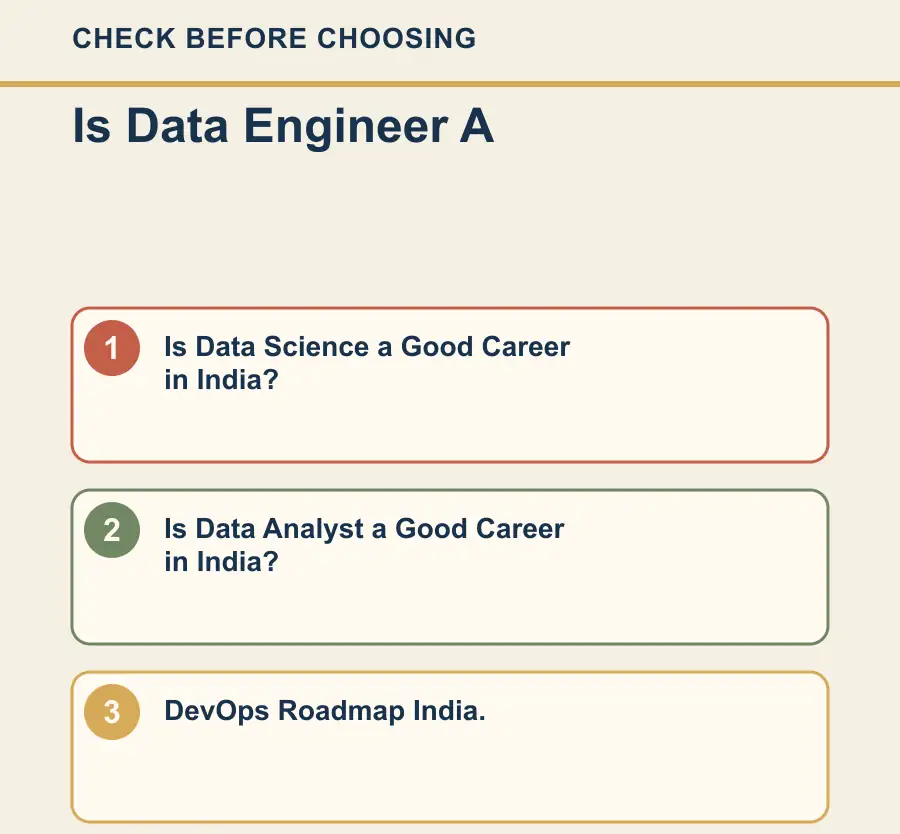 CHECK BEFORE CHOOSING
Is Data Engineer A
1
Is Data Science a Good Career
in India?
2
Is Data Analyst a Good Career
in India?
3
DevOps Roadmap India.